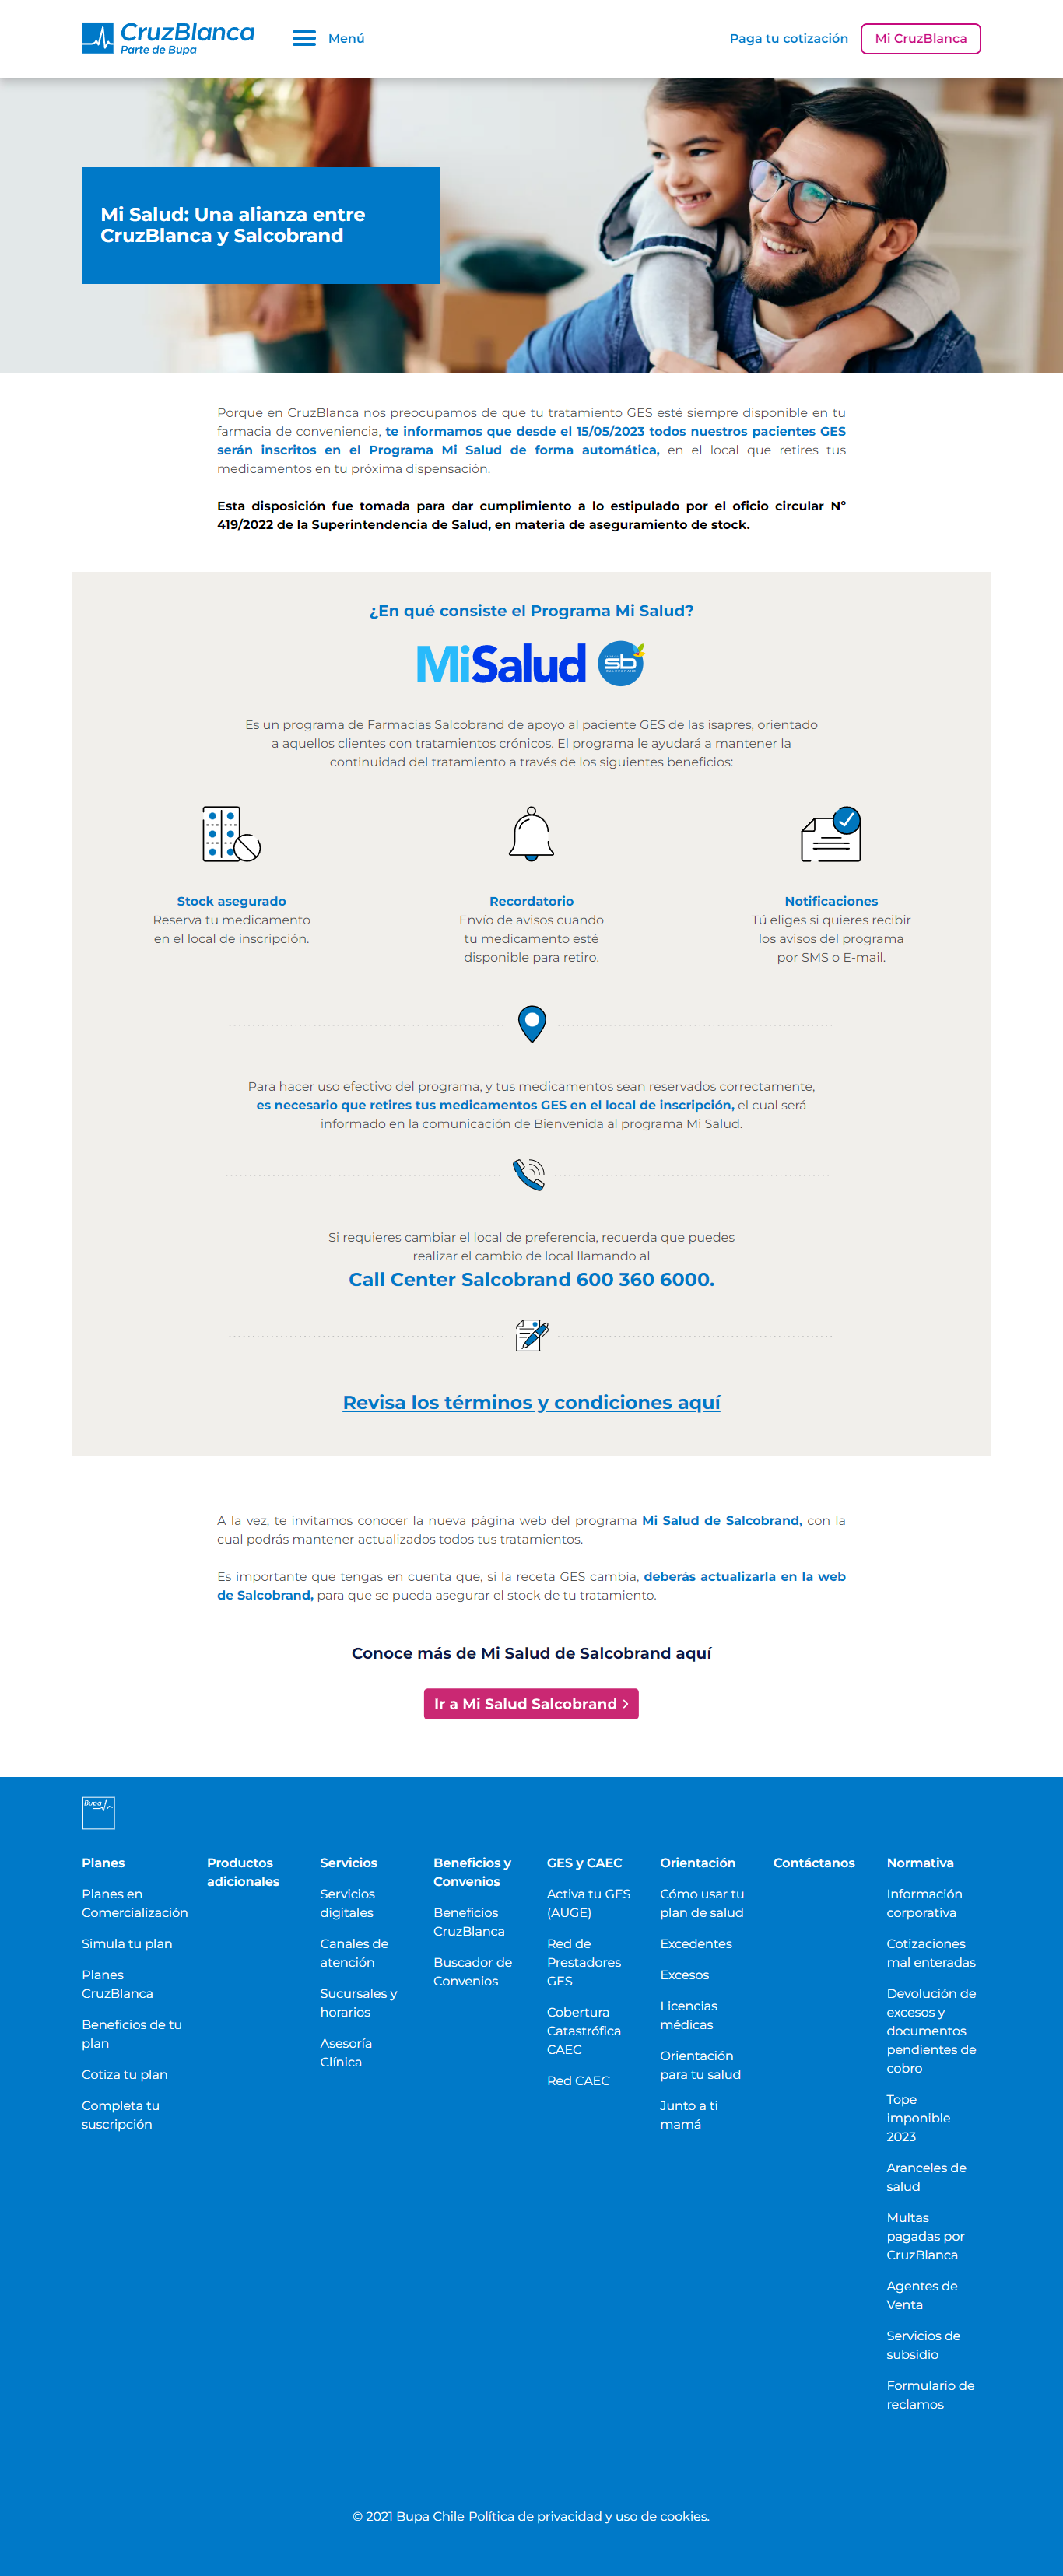 CruzBlanca
Parte de Bupa
Menú
Paga tu cotización
Mi CruzBlanca
Mi Salud: Una alianza entre
CruzBlanca y Salcobrand
Porque en CruzBlanca nos preocupamos de que tu tratamiento GES esté siempre disponible en tu
farmacia de conveniencia, te informamos que desde el 15/05/2023 todos nuestros pacientes GES
serán inscritos en el Programa Mi Salud de forma automática, en el local que retires tus
medicamentos en tu próxima dispensación.
Esta disposición fue tomada para dar cumplimiento a lo estipulado por el oficio circular N°
419/2022 de la Superintendencia de Salud, en materia de aseguramiento de stock.
¿En qué consiste el Programa Mi Salud?
MiSalud sb
SALCOBRAND
Es un programa de Farmacias Salcobrand de apoyo al paciente GES de las isapres, orientado
a aquellos clientes con tratamientos crónicos. El programa le ayudará a mantener la
continuidad del tratamiento a través de los siguientes beneficios:
Stock asegurado
Reserva tu medicamento
en el local de inscripción.
Recordatorio
Envío de avisos cuando
tu medicamento esté
disponible para retiro.
Notificaciones
Tú eliges si quieres recibir
los avisos del programa
por SMS o E-mail.
Para hacer uso efectivo del programa, y tus medicamentos sean reservados correctamente,
es necesario que retires tus medicamentos GES en el local de inscripción, el cual será
informado en la comunicación de Bienvenida al programa Mi Salud.
Si requieres cambiar el local de preferencia, recuerda que puedes
realizar el cambio de local llamando al
Call Center Salcobrand 600 360 6000.
Revisa los términos y condiciones aquí
A la vez, te invitamos conocer la nueva página web del programa Mi Salud de Salcobrand, con la
cual podrás mantener actualizados todos tus tratamientos.
Es importante que tengas en cuenta que, si la receta GES cambia, deberás actualizarla en la web
de Salcobrand, para que se pueda asegurar el stock de tu tratamiento.
Conoce más de Mi Salud de Salcobrand aquí
Ir a Mi Salud Salcobrand >
Bupa
Planes
Planes en
Comercialización
Simula tu plan
Planes
CruzBlanca
Beneficios de tu
plan
Cotiza tu plan
Completa tu
suscripción
Productos
adicionales
Servicios
Servicios
digitales
Canales de
atención
Sucursales y
horarios
Asesoría
Clínica
Beneficios y
Convenios
Beneficios
CruzBlanca
Buscador de
Convenios
GES y CAEC
Activa tu GES
(AUGE)
Red de
Prestadores
GES
Cobertura
Catastrófica
CAEC
Red CAEC
Orientación
Cómo usar tu
plan de salud
Excedentes
Excesos
Licencias
médicas
Orientación
para tu salud
Junto a ti
mamá
Contáctanos
Normativa
Información
corporativa
Cotizaciones
mal enteradas
Devolución de
excesos y
documentos
pendientes de
cobro
Tope
imponible
2023
Aranceles de
salud
Multas
pagadas por
CruzBlanca
Agentes de
Venta
Servicios de
subsidio
Formulario de
reclamos
© 2021 Bupa Chile Política de privacidad y uso de cookies.